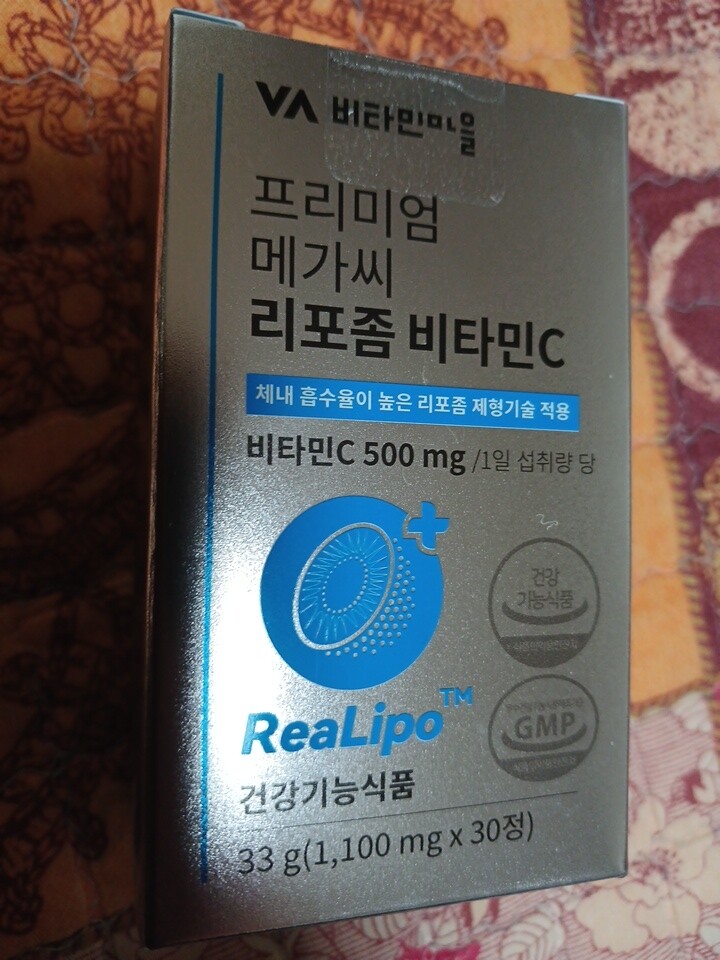 VA 비타민마을
프리미엄
메가씨
리포좀 비타민C
체내 흡수율이 높은 리포좀 제형기술 적용
비타민C 500 mg /1일 섭취량 당
건강
기능식품
ReaLipo™
GMP
건강기능식품
33 g(1,100 mg x 30정)